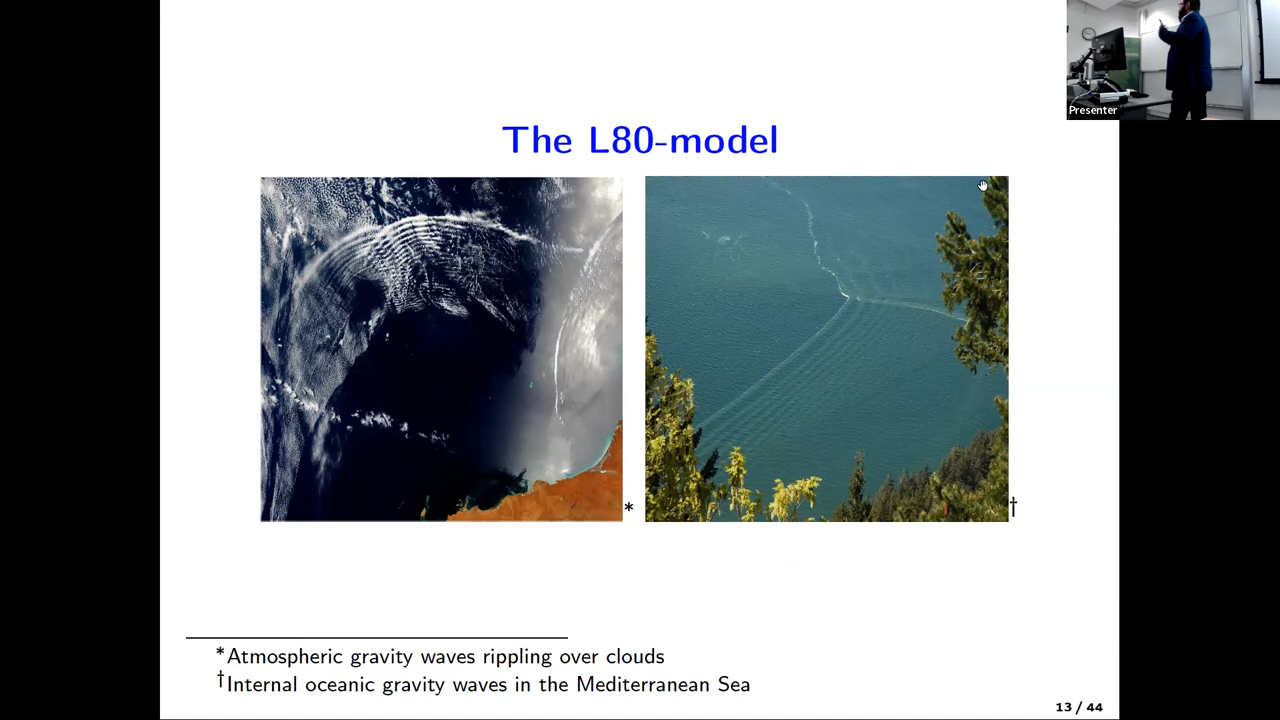 Presenter
The L80-model
*
†
*Atmospheric gravity waves rippling over clouds
†Internal oceanic gravity waves in the Mediterranean Sea
13 / 44